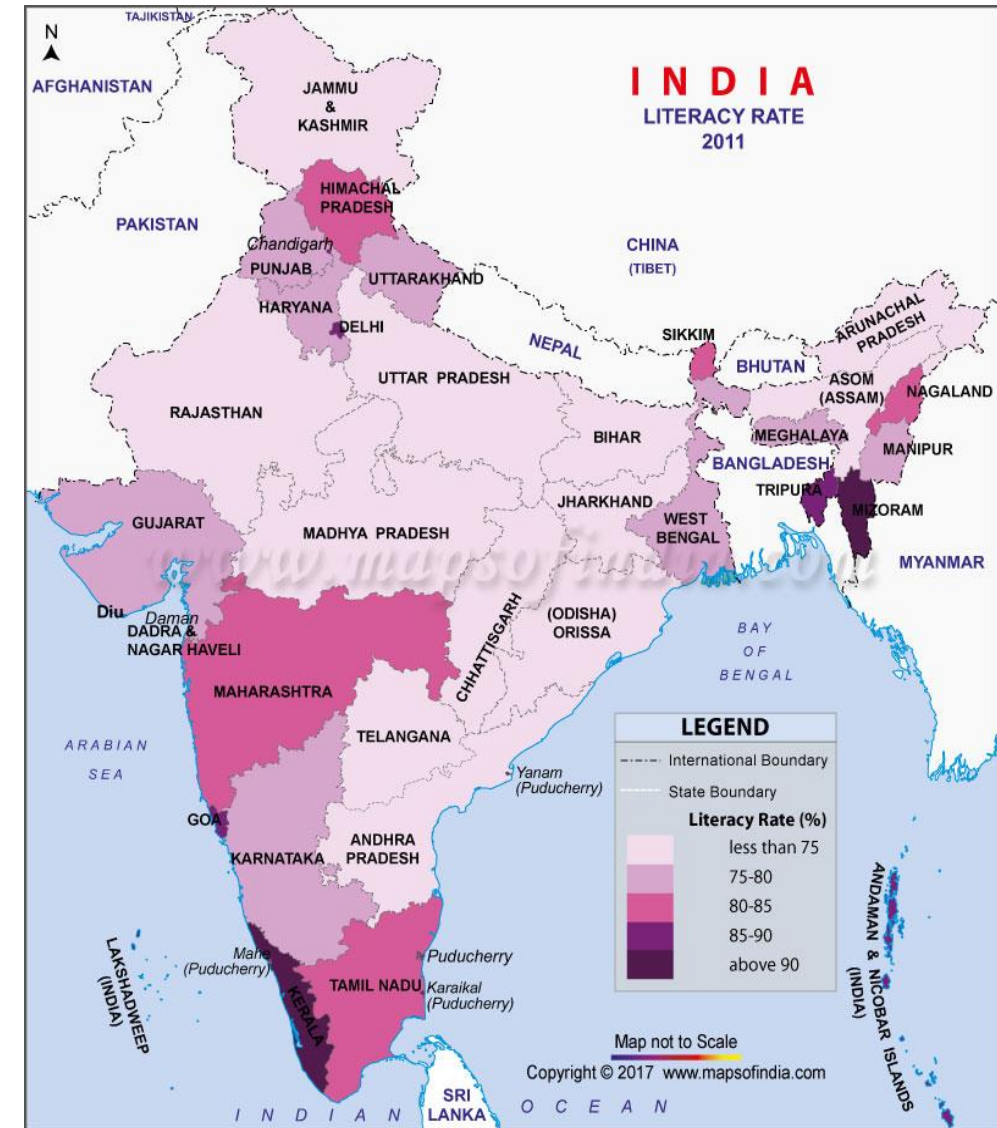 TAJIKISTAN
N
AFGHANISTAN
JAMMU
&
KASHMIR
I N D I A
LITERACY RATE
2011
HIMACHAL
PRADESH
PAKISTAN
Chandigarh
PUNJAB
UTTARAKHAND
CHINA
(TIBET)
HARYANA
DELHI
NEPAL
SIKKIM
BHUTAN
ARUNACHAL
PRADESH
UTTAR PRADESH
ASOM
(ASSAM)
NAGALAND
RAJASTHAN
BIHAR
MEGHALAYA
MANIPUR
BANGLADESH
TRIPURA
MIZORAM
JHARKHAND
GUJARAT
MADHYA PRADESH
WEST
BENGAL
www.mapsofindia.com
MYANMAR
Diu
Daman
DADRA &
NAGAR HAVELI
CHHATTISGARH
(ODISHA)
ORISSA
BAY
OF
BENGAL
MAHARASHTRA
ARABIAN
SEA
TELANGANA
Yanam
(Puducherry)
GOA
KARNATAKA
ANDHRA
PRADESH
LEGEND
International Boundary
State Boundary
Literacy Rate (%)
less than 75
75-80
80-85
85-90
above 90
LAKSHADWEEP
(INDIA)
Mahe
(Puducherry)
KERALA
TAMIL NADU
Puducherry
Karaikal
(Puducherry)
ANDAMAN & NICOBAR ISLANDS
(INDIA)
Map not to Scale
Copyright © 2017 www.mapsofindia.com
SRI
LANKA
I N D I A N O C E A N